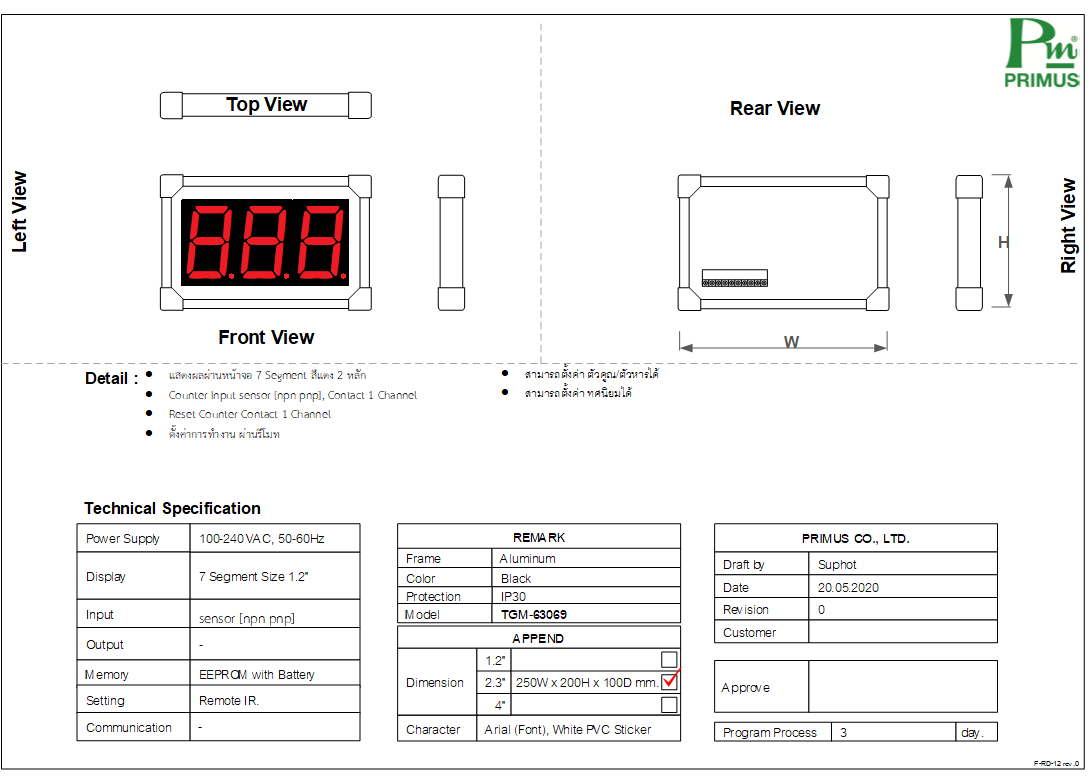 Pm®
PRIMUS
Top View
Rear View
Left View
Right View
H
8.8.8.
Front View
W
Detail :
แสดงผลผ่านหน้าจอ 7 Segment สีแดง 2 หลัก
Counter Input sensor [npn pnp], Contact 1 Channel
Reset Counter Contact 1 Channel
ตั้งค่าการทำงาน ผ่านรีโมท
สามารถตั้งค่า ตัวคูณ/ตัวหารได้
สามารถตั้งค่า ทศนิยมได้
Technical Specification
Power Supply 100-240 VAC, 50-60Hz
Display 7 Segment Size 1.2"
Input sensor [npn pnp]
Output -
Memory EEPROM with Battery
Setting Remote IR.
Communication -
REMARK
Frame Aluminum
Color Black
Protection IP30
Model TGM-63069
APPEND
Dimension
1.2"
2.3" 250W x 200H x 100D mm.
4"
Character Arial (Font), White PVC Sticker
PRIMUS CO., LTD.
Draft by Suphot
Date 20.05.2020
Revision 0
Customer
Approve
Program Process 3 day.
F-RD-12 rev.0